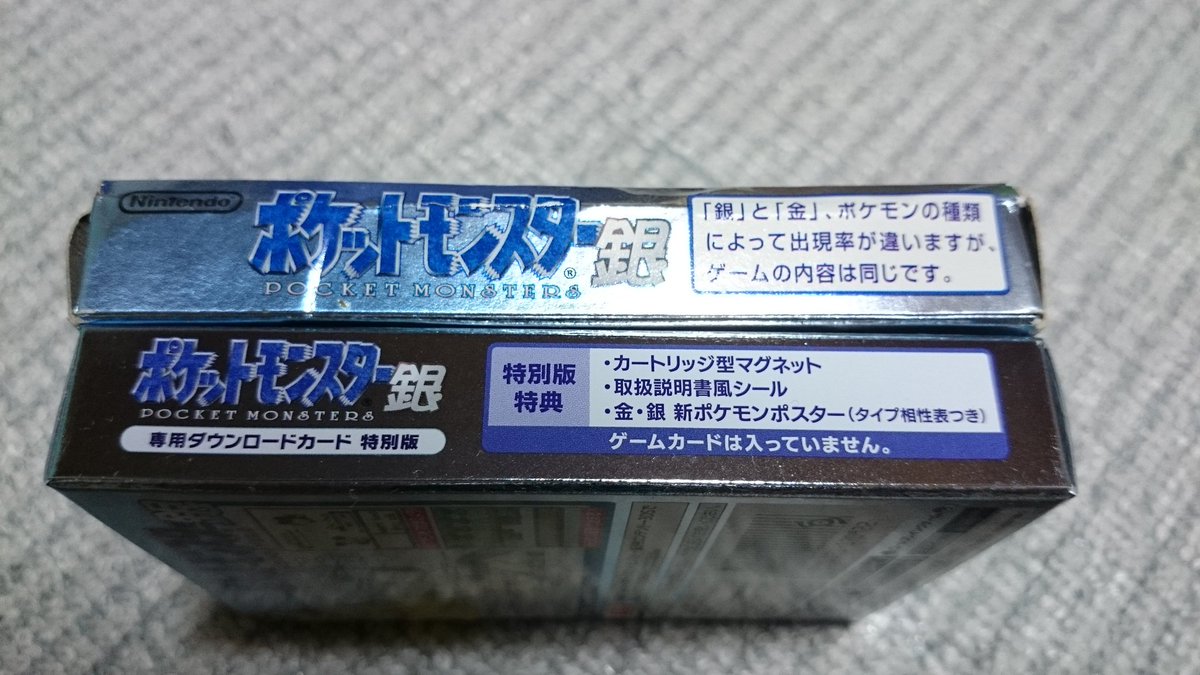 Nintendo
ポケットモンスター銀
POCKET MONSTERS
「銀」と「金」、ポケモンの種類
によって出現率が違いますが、
ゲームの内容は同じです。
ポケットモンスター銀
POCKET MONSTERS
専用ダウンロードカード 特別版
特別版
特典
・カートリッジ型マグネット
・取扱説明書風シール
・金・銀 新ポケモンポスター(タイプ相性表つき)
ゲームカードは入っていません。